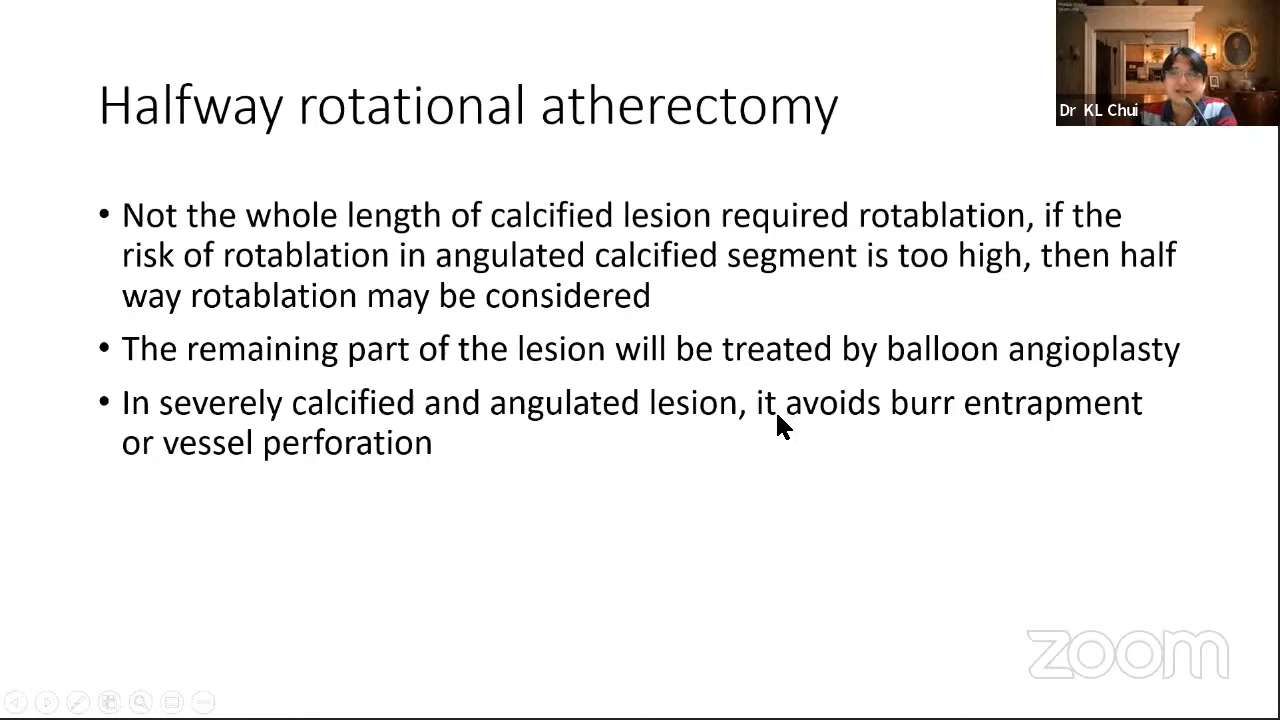 Halfway rotational atherectomy
Dr KL Chui
• Not the whole length of calcified lesion required rotablation, if the
risk of rotablation in angulated calcified segment is too high, then half
way rotablation may be considered
• The remaining part of the lesion will be treated by balloon angioplasty
• In severely calcified and angulated lesion, it avoids burr entrapment
or vessel perforation
zoom